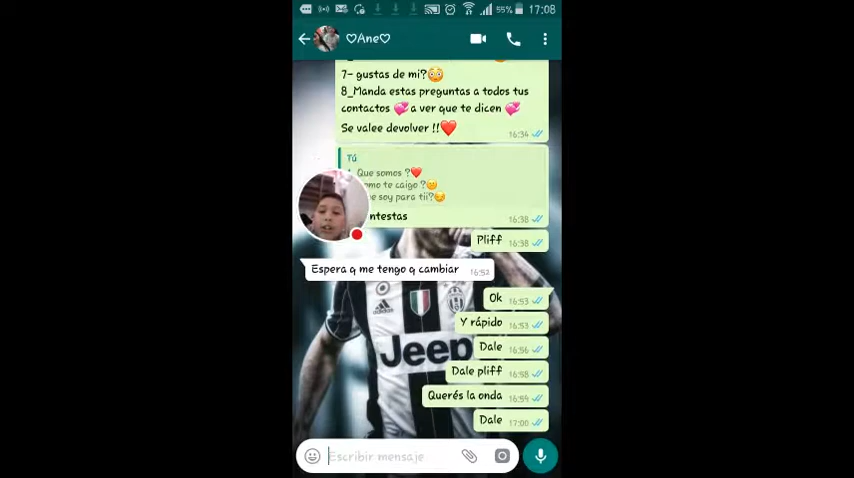 55% 17:08
♡Ane♡
7- gustas de mi?😳
8_Manda estas preguntas a todos tus
contactos 💞a ver que te dicen 💞
Se valee devolver !!❤️
16:34
Tú
Que somos ?❤️
omo te caigo ?
e soy para tii?
ntestas
16:38
Pliff 16:38
Espera q me tengo q cambiar 16:52
Ok 16:53
Y rápido 16:53
Dale 16:56
Dale pliff 16:58
Querés la onda 16:59
Dale 17:00
Jeep
Escribir mensaje